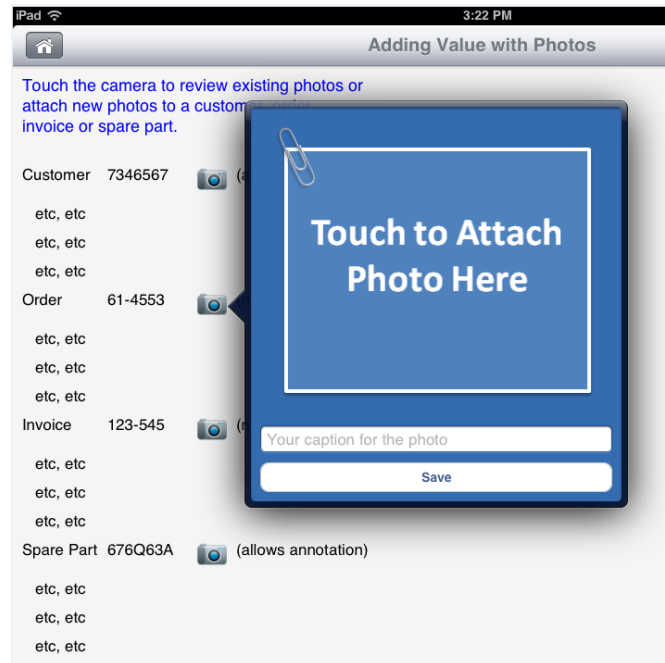 iPad 3:22 PM
Adding Value with Photos
Touch the camera to review existing photos or
attach new photos to a customer, order,
invoice or spare part.
Customer 7346567 (a
etc, etc
etc, etc
etc, etc
Order 61-4553
etc, etc
etc, etc
etc, etc
Invoice 123-545
etc, etc
etc, etc
etc, etc
Spare Part 676Q63A (allows annotation)
etc, etc
etc, etc
etc, etc
Touch to Attach
Photo Here
Your caption for the photo
Save